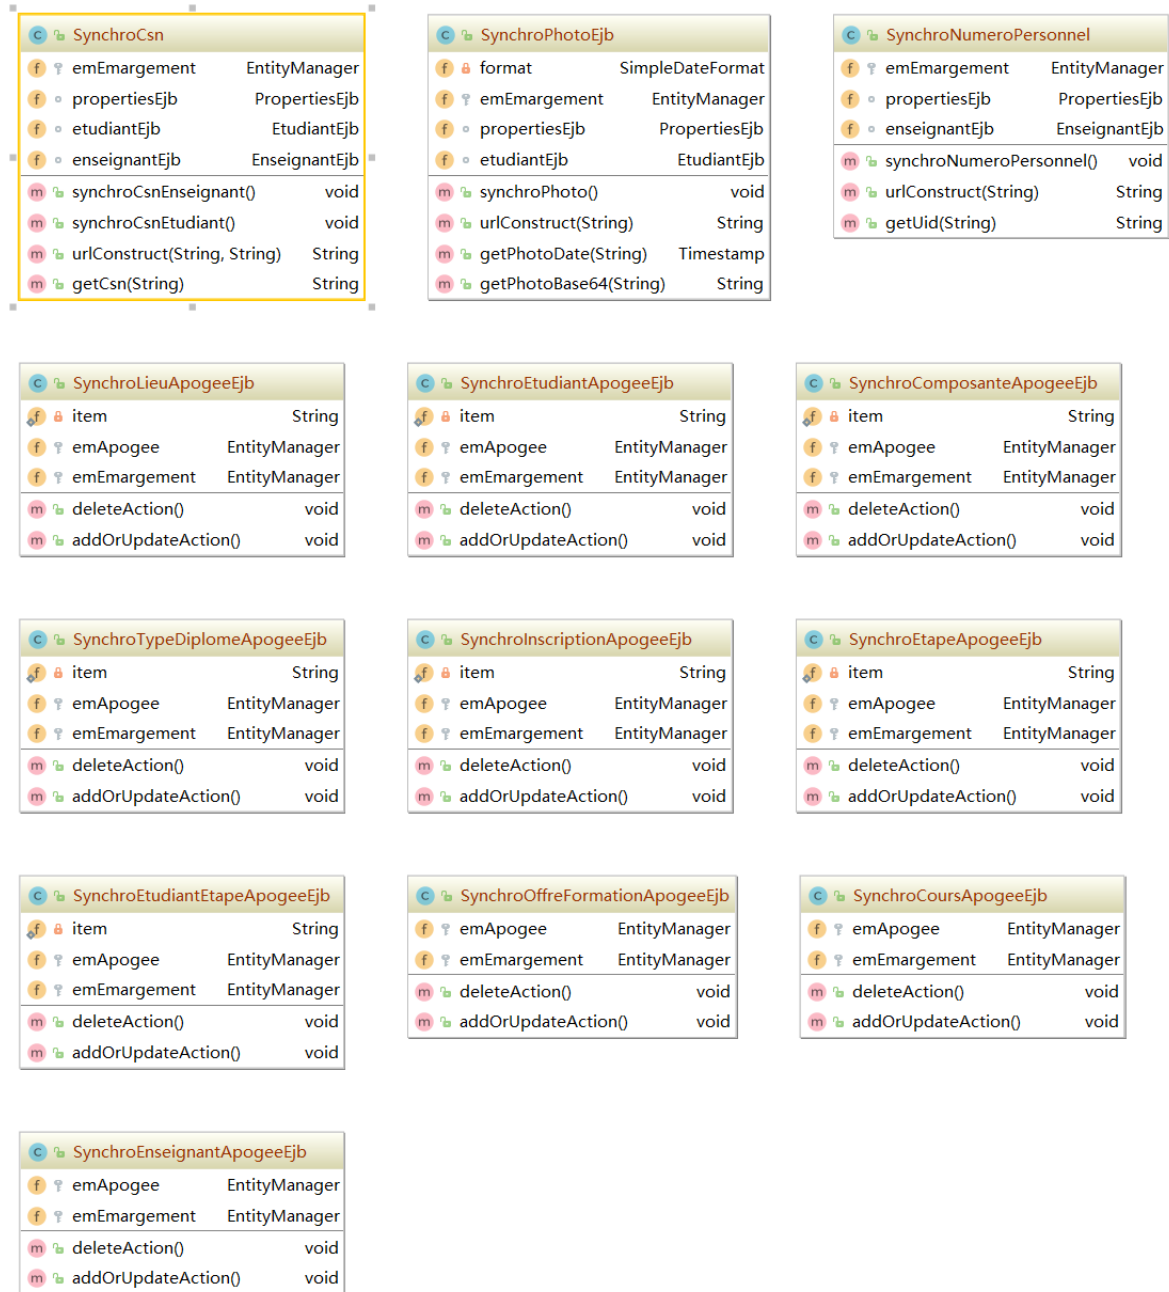 SynchroCsn
emEmargement EntityManager
propertiesEjb PropertiesEjb
etudiantEjb EtudiantEjb
enseignantEjb EnseignantEjb
synchroCsnEnseignant() void
synchroCsnEtudiant() void
urlConstruct(String, String) String
getCsn(String) String
SynchroPhotoEjb
format SimpleDateFormat
emEmargement EntityManager
propertiesEjb PropertiesEjb
etudiantEjb EtudiantEjb
synchroPhoto() void
urlConstruct(String) String
getPhotoDate(String) Timestamp
getPhotoBase64(String) String
SynchroNumeroPersonnel
emEmargement EntityManager
propertiesEjb PropertiesEjb
enseignantEjb EnseignantEjb
synchroNumeroPersonnel() void
urlConstruct(String) String
getUid(String) String
SynchroLieuApogeeEjb
item String
emApogee EntityManager
emEmargement EntityManager
deleteAction() void
addOrUpdateAction() void
SynchroEtudiantApogeeEjb
item String
emApogee EntityManager
emEmargement EntityManager
deleteAction() void
addOrUpdateAction() void
SynchroComposanteApogeeEjb
item String
emApogee EntityManager
emEmargement EntityManager
deleteAction() void
addOrUpdateAction() void
SynchroTypeDiplomeApogeeEjb
item String
emApogee EntityManager
emEmargement EntityManager
deleteAction() void
addOrUpdateAction() void
SynchroInscriptionApogeeEjb
item String
emApogee EntityManager
emEmargement EntityManager
deleteAction() void
addOrUpdateAction() void
SynchroEtapeApogeeEjb
item String
emApogee EntityManager
emEmargement EntityManager
deleteAction() void
addOrUpdateAction() void
SynchroEtudiantEtapeApogeeEjb
item String
emApogee EntityManager
emEmargement EntityManager
deleteAction() void
addOrUpdateAction() void
SynchroOffreFormationApogeeEjb
emApogee EntityManager
emEmargement EntityManager
deleteAction() void
addOrUpdateAction() void
SynchroCoursApogeeEjb
emApogee EntityManager
emEmargement EntityManager
deleteAction() void
addOrUpdateAction() void
SynchroEnseignantApogeeEjb
emApogee EntityManager
emEmargement EntityManager
deleteAction() void
addOrUpdateAction() void